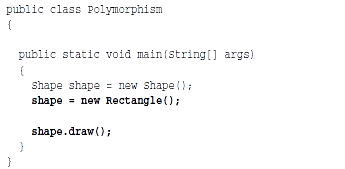 public class Polymorphism
{
public static void main(String[] args)
{
Shape shape = new Shape();
shape = new Rectangle();
shape.draw();
}
}